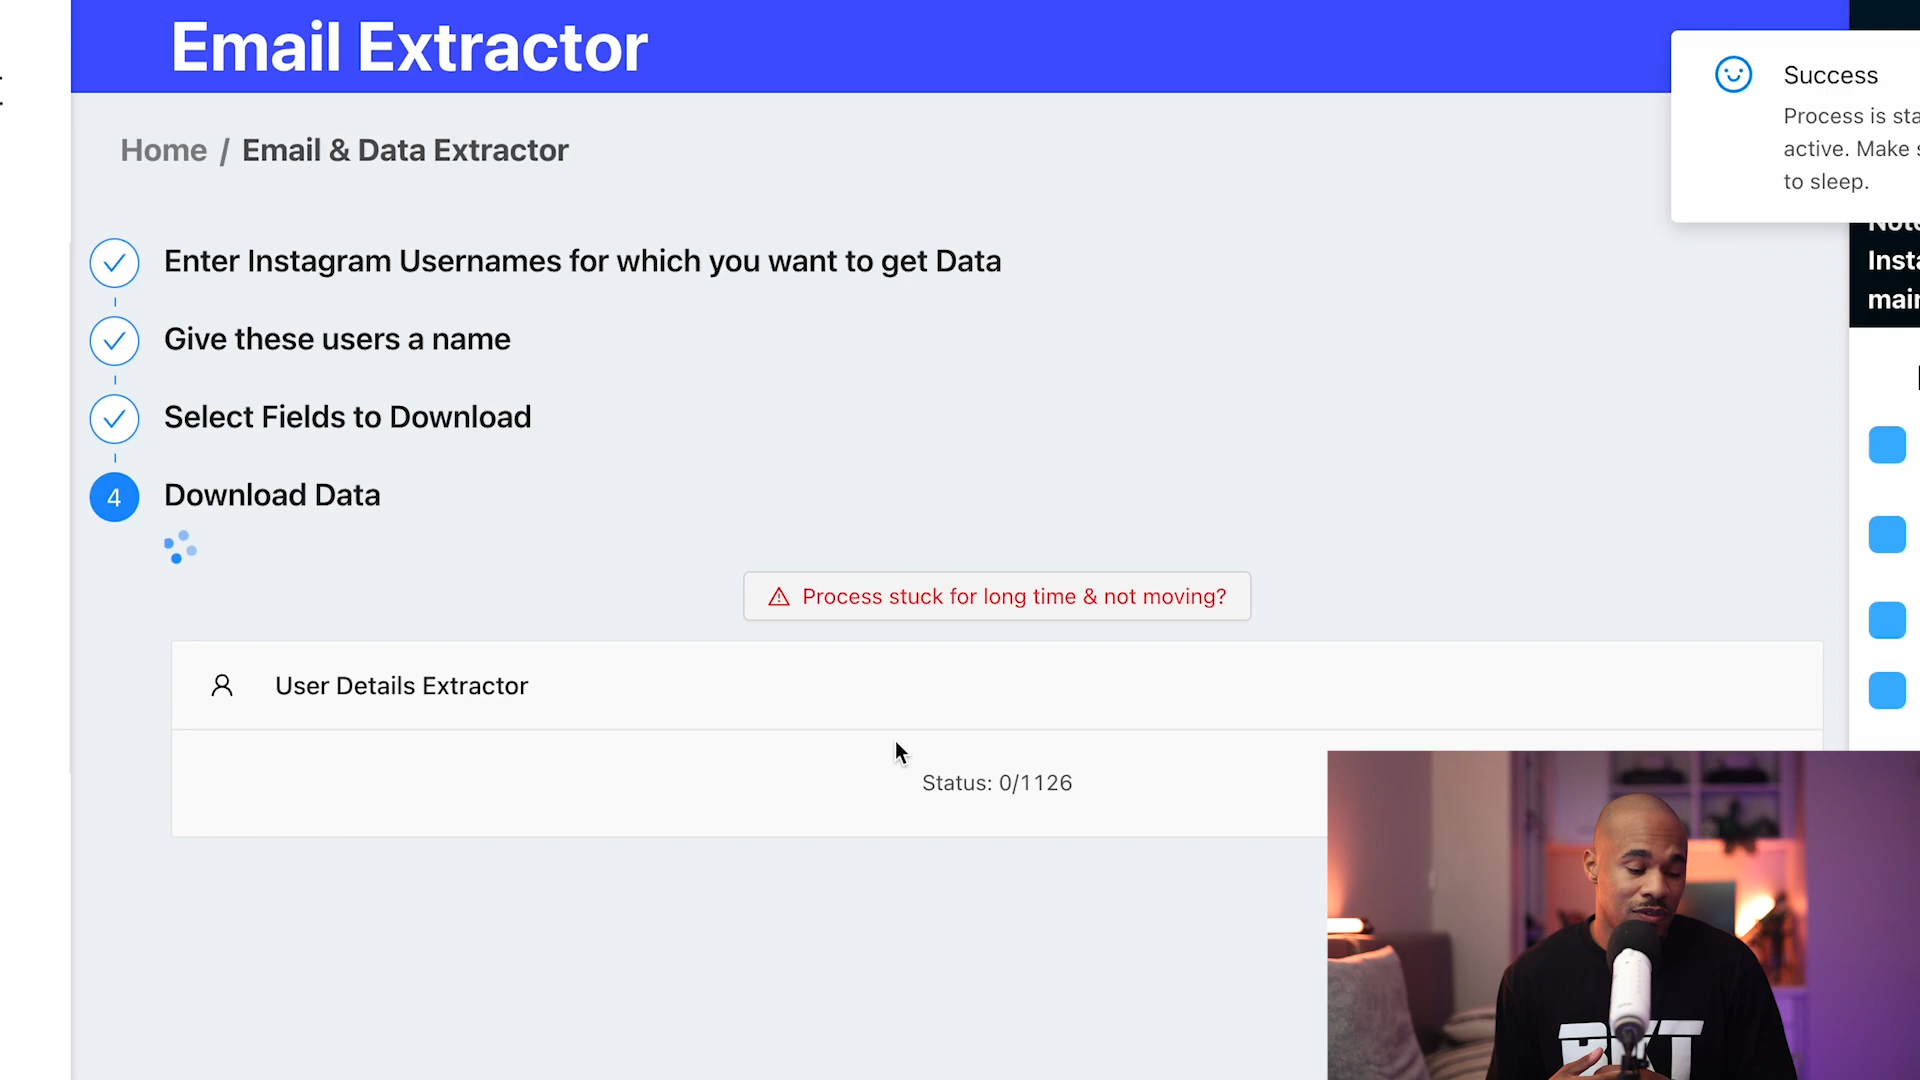 Email Extractor
Success
Process is sta
active. Make s
to sleep.
Home / Email & Data Extractor
Enter Instagram Usernames for which you want to get Data
Insta
main
Give these users a name
Select Fields to Download
4 Download Data
Process stuck for long time & not moving?
User Details Extractor
Status: 0/1126